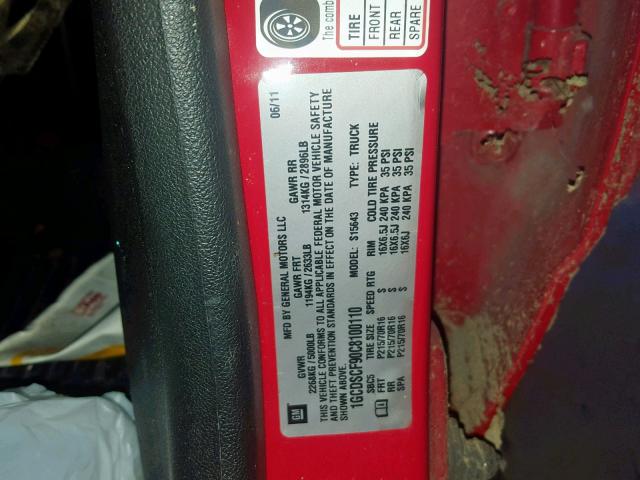 The comb
TIRE
FRONT
REAR
SPARE
GM
MFD BY GENERAL MOTORS LLC
06/11
GVWR GAWR FRT GAWR RR
2268KG / 5000LB 1194KG / 2633LB 1314KG / 2896LB
THIS VEHICLE CONFORMS TO ALL APPLICABLE FEDERAL MOTOR VEHICLE SAFETY
AND THEFT PREVENTION STANDARDS IN EFFECT ON THE DATE OF MANUFACTURE
SHOWN ABOVE.
1GCDSCF90C8100110 MODEL: S15643 TYPE: TRUCK
SBC5 TIRE SIZE SPEED RTG RIM COLD TIRE PRESSURE
FRT P215/70R16 S 16X6.5J 240 KPA 35 PSI
RR P215/70R16 S 16X6.5J 240 KPA 35 PSI
SPA P215/70R16 S 16X6J 240 KPA 35 PSI